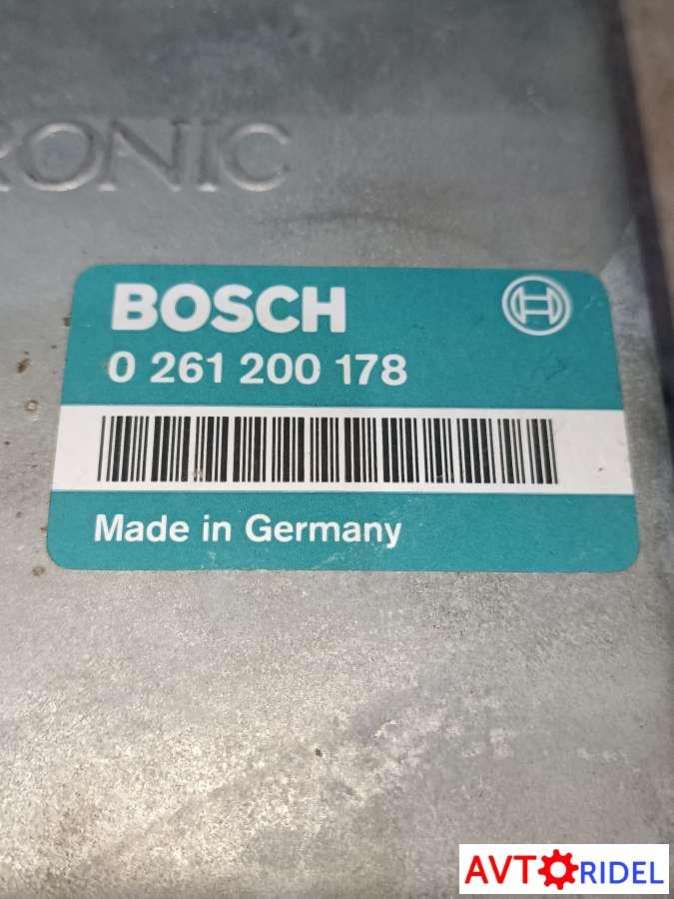 RONIC
BOSCH
0 261 200 178
Made in Germany
AVTORIDEL